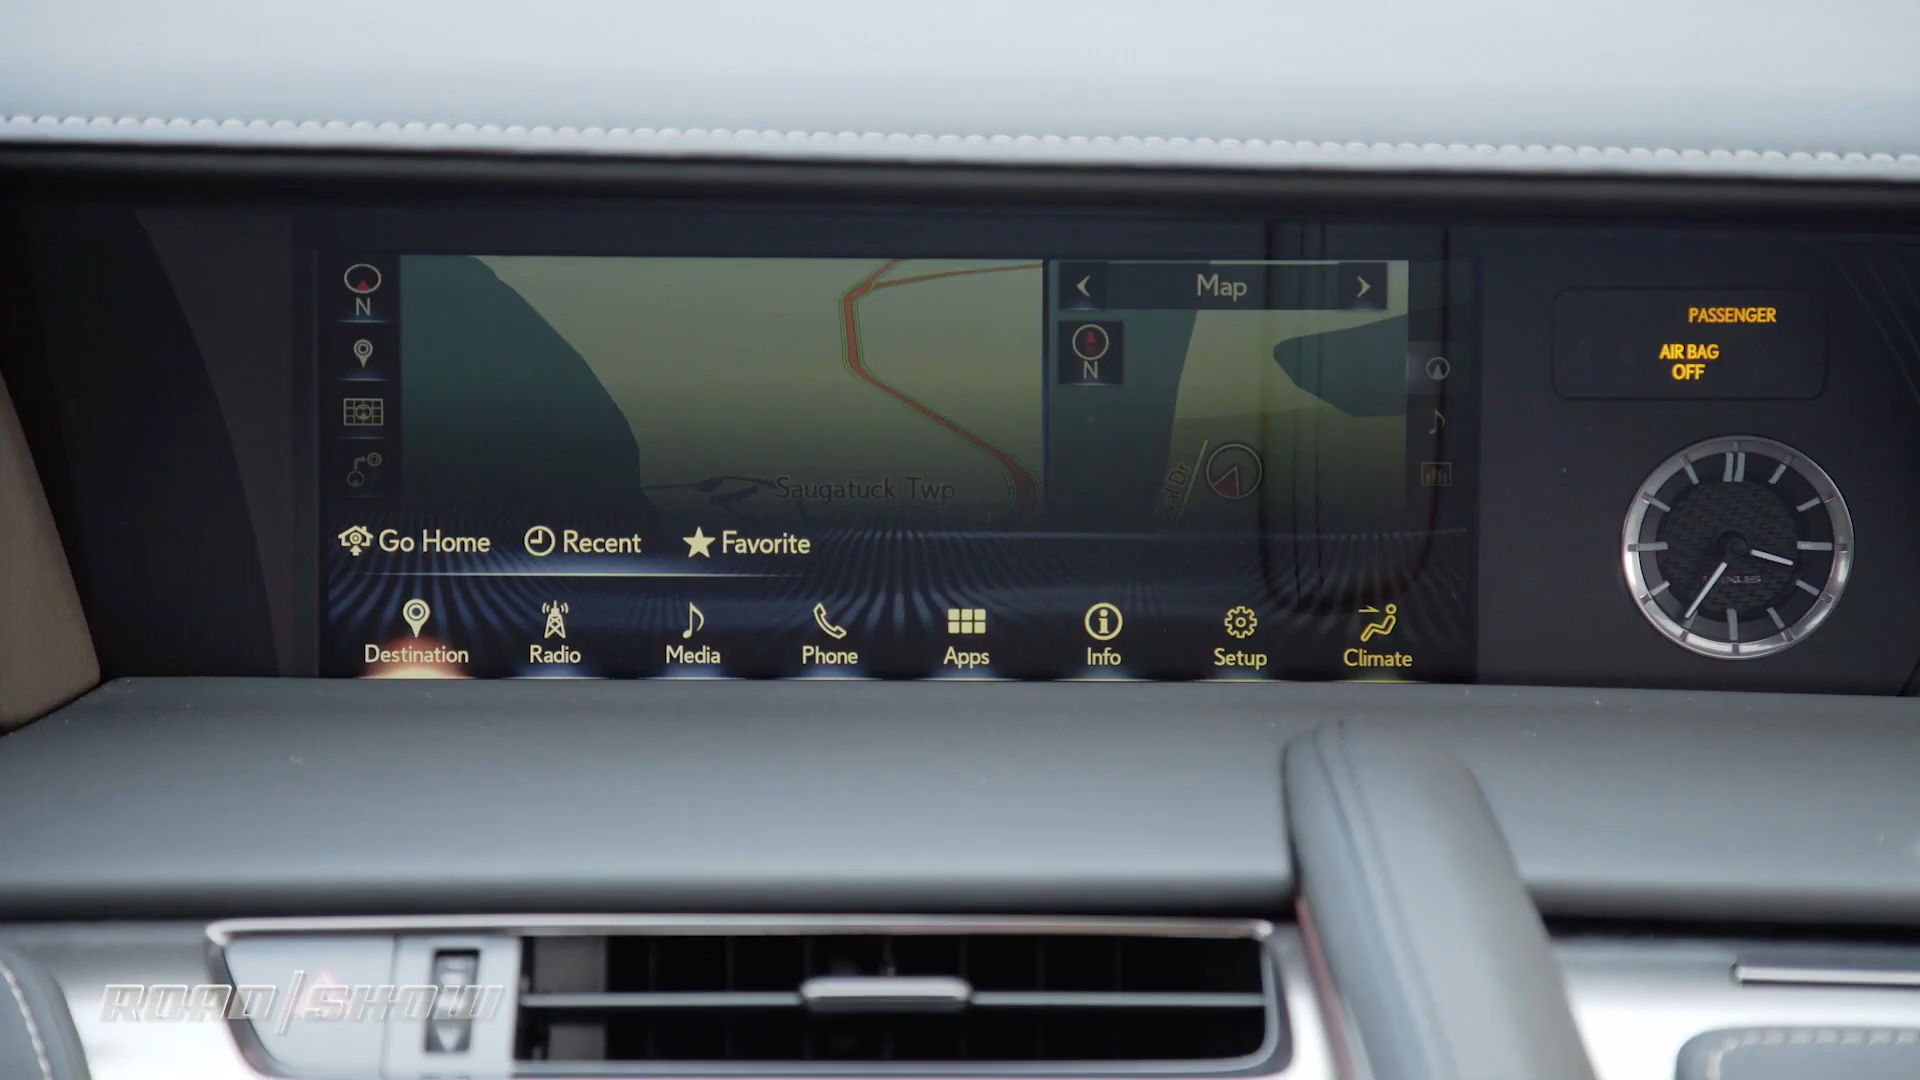 N
Map
N
PASSENGER
AIR BAG
OFF
Saugatuck Twp
Go Home
Recent
Favorite
LEXUS
Destination
Radio
Media
Phone
Apps
Info
Setup
Climate
ROAD/SHOW